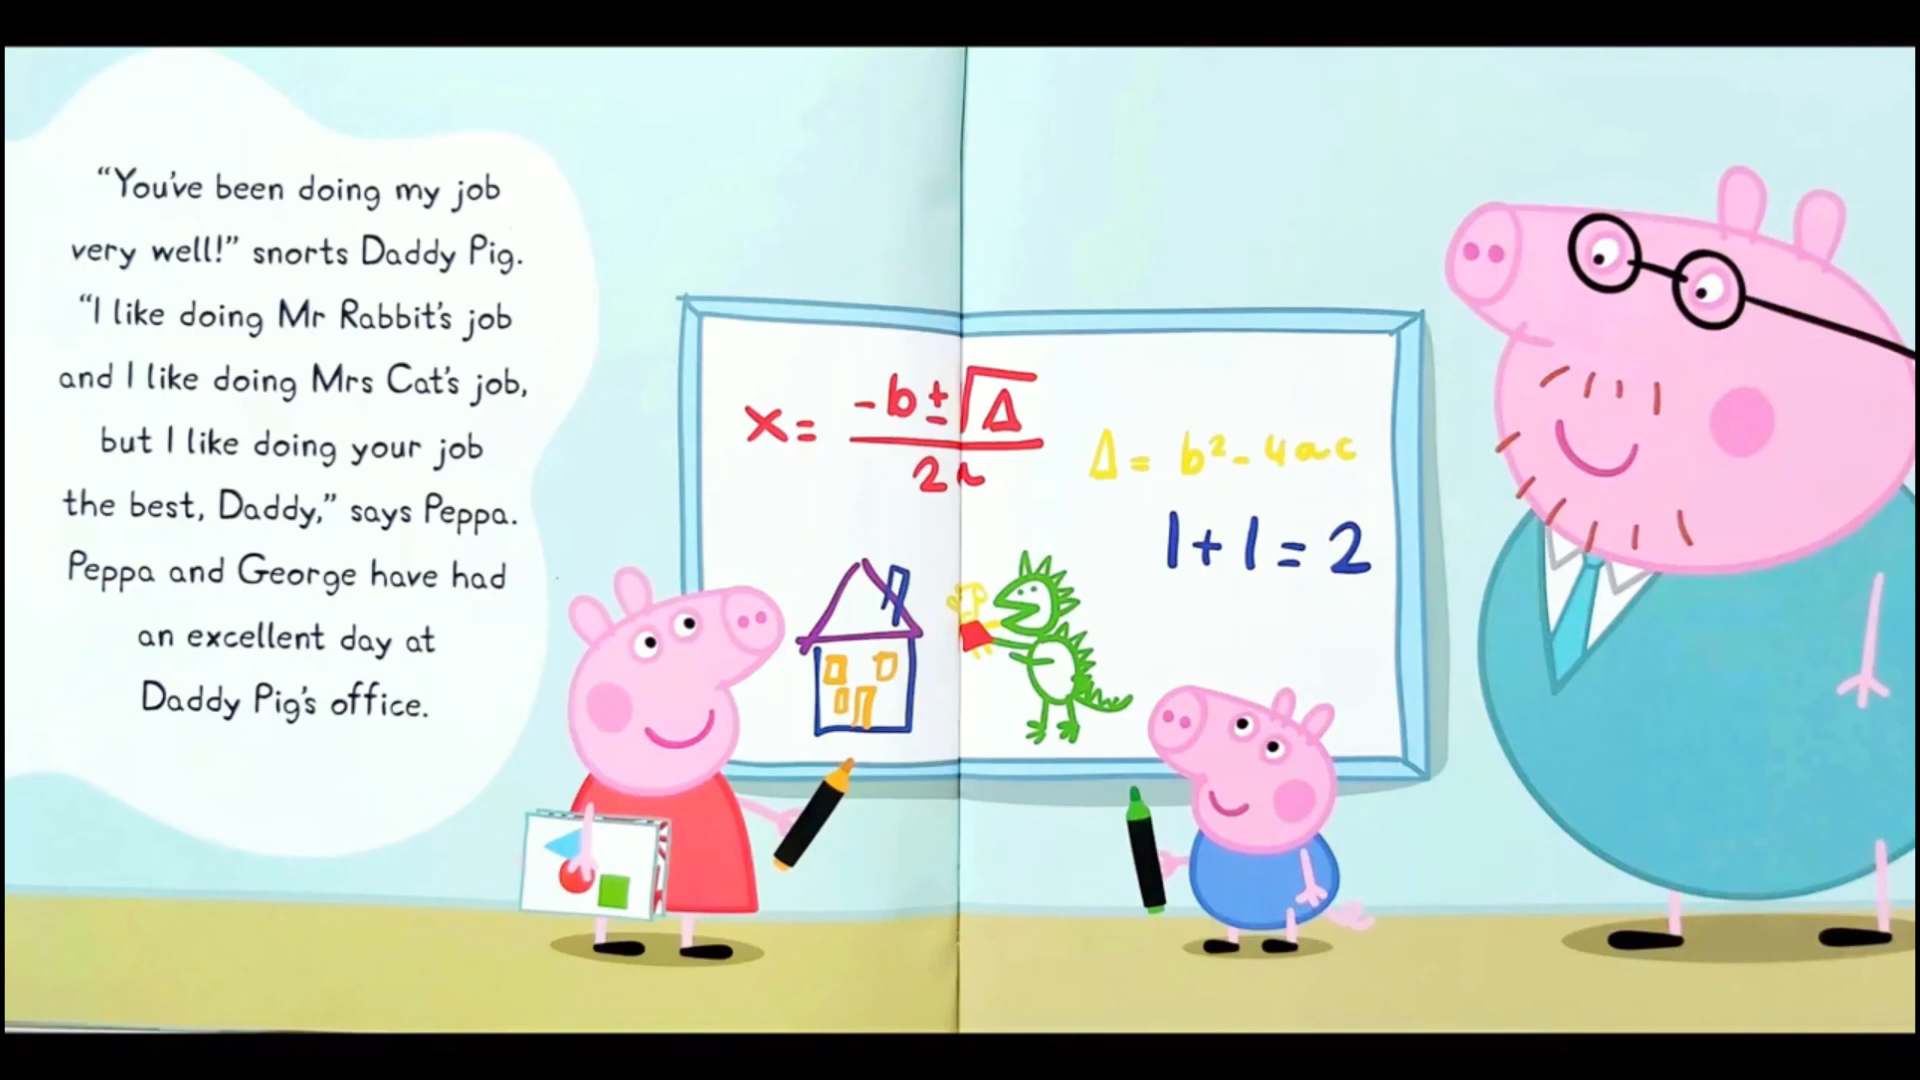 “You’ve been doing my job
very well!” snorts Daddy Pig.
“I like doing Mr Rabbit’s job
and I like doing Mrs Cat’s job,
but I like doing your job
the best, Daddy,” says Peppa.
Peppa and George have had
an excellent day at
Daddy Pig’s office.
x = -b ± √Δ
2a
Δ = b² - 4ac
1 + 1 = 2